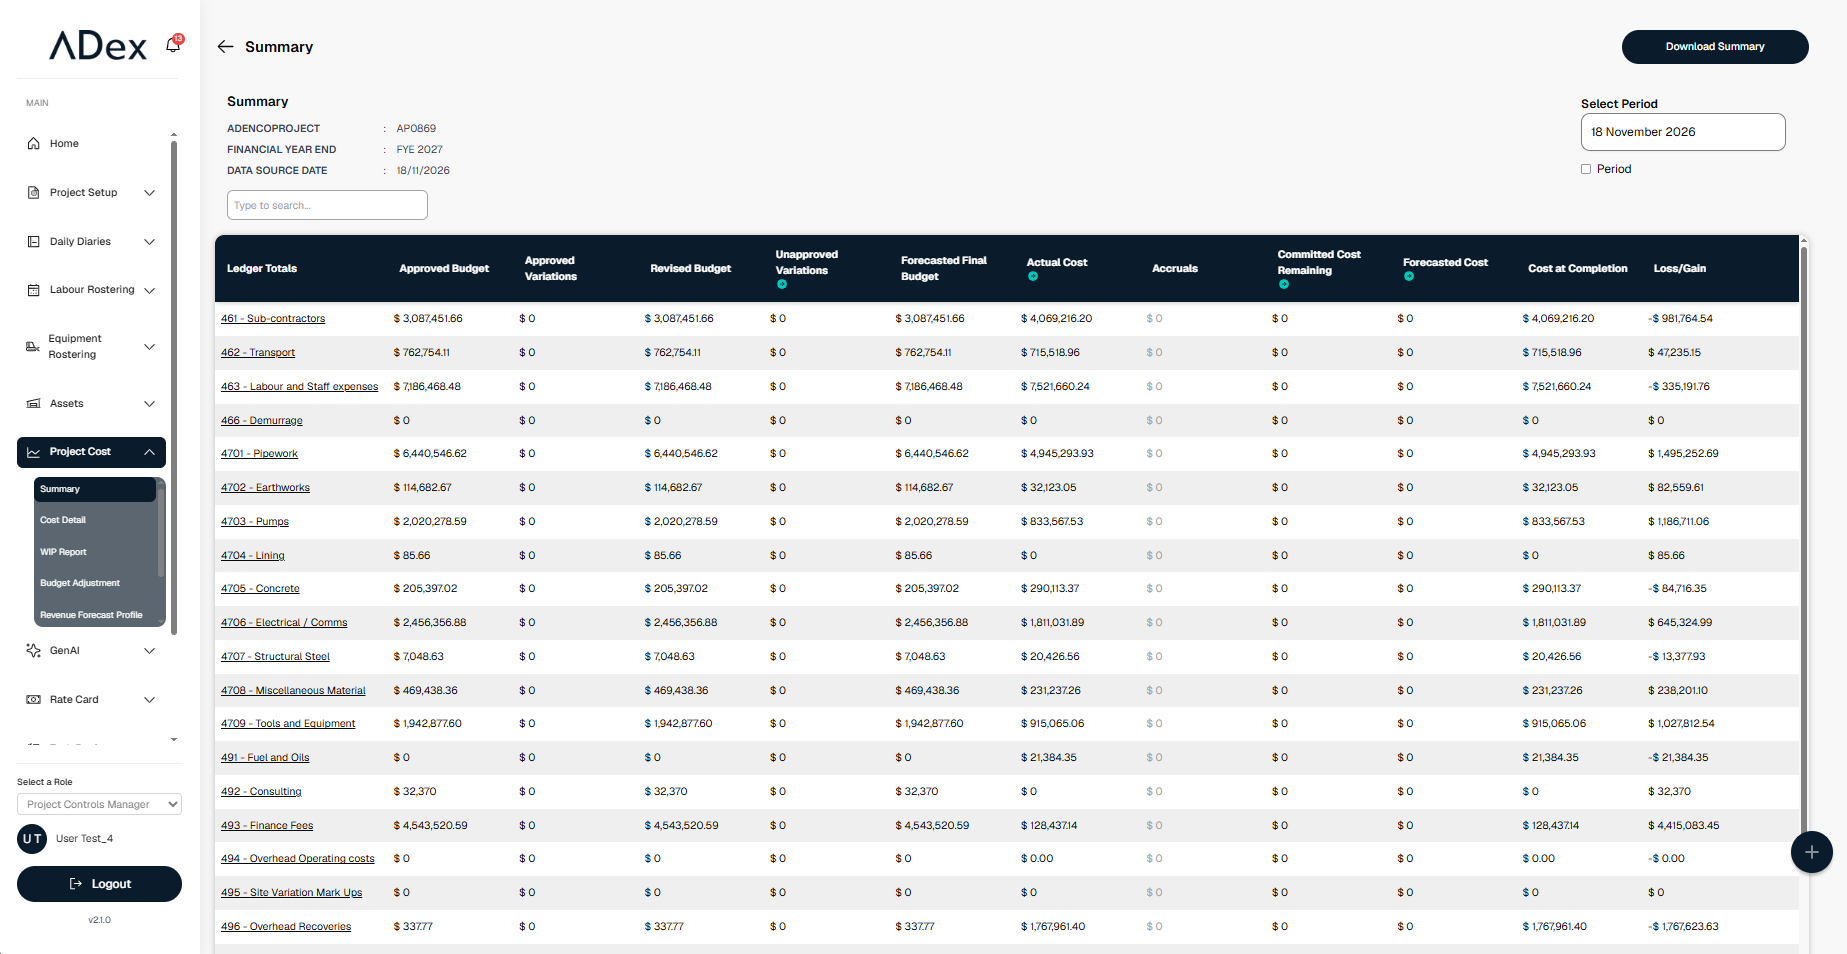 ADex
13
MAIN
Home
Project Setup
Daily Diaries
Labour Rostering
Equipment
Rostering
Assets
Project Cost
Summary
Cost Detail
WIP Report
Budget Adjustment
Revenue Forecast Profile
GenAI
Rate Card
Select a Role
Project Controls Manager
UT User Test_4
Logout
v2.1.0
Summary
Download Summary
Summary
ADENCOPROJECT : AP0869
FINANCIAL YEAR END : FYE 2027
DATA SOURCE DATE : 18/11/2026
Type to search...
Select Period
18 November 2026
Period
Ledger Totals Approved Budget Approved Variations Revised Budget Unapproved Variations Forecasted Final Budget Actual Cost Accruals Committed Cost Remaining Forecasted Cost Cost at Completion Loss/Gain
461 - Sub-contractors $ 3,087,451.66 $ 0 $ 3,087,451.66 $ 0 $ 3,087,451.66 $ 4,069,216.20 $ 0 $ 0 $ 0 $ 4,069,216.20 -$ 981,764.54
462 - Transport $ 762,754.11 $ 0 $ 762,754.11 $ 0 $ 762,754.11 $ 715,518.96 $ 0 $ 0 $ 0 $ 715,518.96 $ 47,235.15
463 - Labour and Staff expenses $ 7,186,468.48 $ 0 $ 7,186,468.48 $ 0 $ 7,186,468.48 $ 7,521,660.24 $ 0 $ 0 $ 0 $ 7,521,660.24 -$ 335,191.76
466 - Demurrage $ 0 $ 0 $ 0 $ 0 $ 0 $ 0 $ 0 $ 0 $ 0 $ 0 $ 0
4701 - Pipework $ 6,440,546.62 $ 0 $ 6,440,546.62 $ 0 $ 6,440,546.62 $ 4,945,293.93 $ 0 $ 0 $ 0 $ 4,945,293.93 $ 1,495,252.69
4702 - Earthworks $ 114,682.67 $ 0 $ 114,682.67 $ 0 $ 114,682.67 $ 32,123.05 $ 0 $ 0 $ 0 $ 32,123.05 $ 82,559.61
4703 - Pumps $ 2,020,278.59 $ 0 $ 2,020,278.59 $ 0 $ 2,020,278.59 $ 833,567.53 $ 0 $ 0 $ 0 $ 833,567.53 $ 1,186,711.06
4704 - Lining $ 85.66 $ 0 $ 85.66 $ 0 $ 85.66 $ 0 $ 0 $ 0 $ 0 $ 0 $ 85.66
4705 - Concrete $ 205,397.02 $ 0 $ 205,397.02 $ 0 $ 205,397.02 $ 290,113.37 $ 0 $ 0 $ 0 $ 290,113.37 -$ 84,716.35
4706 - Electrical / Comms $ 2,456,356.88 $ 0 $ 2,456,356.88 $ 0 $ 2,456,356.88 $ 1,811,031.89 $ 0 $ 0 $ 0 $ 1,811,031.89 $ 645,324.99
4707 - Structural Steel $ 7,048.63 $ 0 $ 7,048.63 $ 0 $ 7,048.63 $ 20,426.56 $ 0 $ 0 $ 0 $ 20,426.56 -$ 13,377.93
4708 - Miscellaneous Material $ 469,438.36 $ 0 $ 469,438.36 $ 0 $ 469,438.36 $ 231,237.26 $ 0 $ 0 $ 0 $ 231,237.26 $ 238,201.10
4709 - Tools and Equipment $ 1,942,877.60 $ 0 $ 1,942,877.60 $ 0 $ 1,942,877.60 $ 915,065.06 $ 0 $ 0 $ 0 $ 915,065.06 $ 1,027,812.54
491 - Fuel and Oils $ 0 $ 0 $ 0 $ 0 $ 0 $ 21,384.35 $ 0 $ 0 $ 0 $ 21,384.35 -$ 21,384.35
492 - Consulting $ 32,370 $ 0 $ 32,370 $ 0 $ 32,370 $ 0 $ 0 $ 0 $ 0 $ 0 $ 32,370
493 - Finance Fees $ 4,543,520.59 $ 0 $ 4,543,520.59 $ 0 $ 4,543,520.59 $ 128,437.14 $ 0 $ 0 $ 0 $ 128,437.14 $ 4,415,083.45
494 - Overhead Operating costs $ 0 $ 0 $ 0 $ 0 $ 0 $ 0.00 $ 0 $ 0 $ 0 $ 0.00 -$ 0.00
495 - Site Variation Mark Ups $ 0 $ 0 $ 0 $ 0 $ 0 $ 0 $ 0 $ 0 $ 0 $ 0 $ 0
496 - Overhead Recoveries $ 337.77 $ 0 $ 337.77 $ 0 $ 337.77 $ 1,767,961.40 $ 0 $ 0 $ 0 $ 1,767,961.40 -$ 1,767,623.63